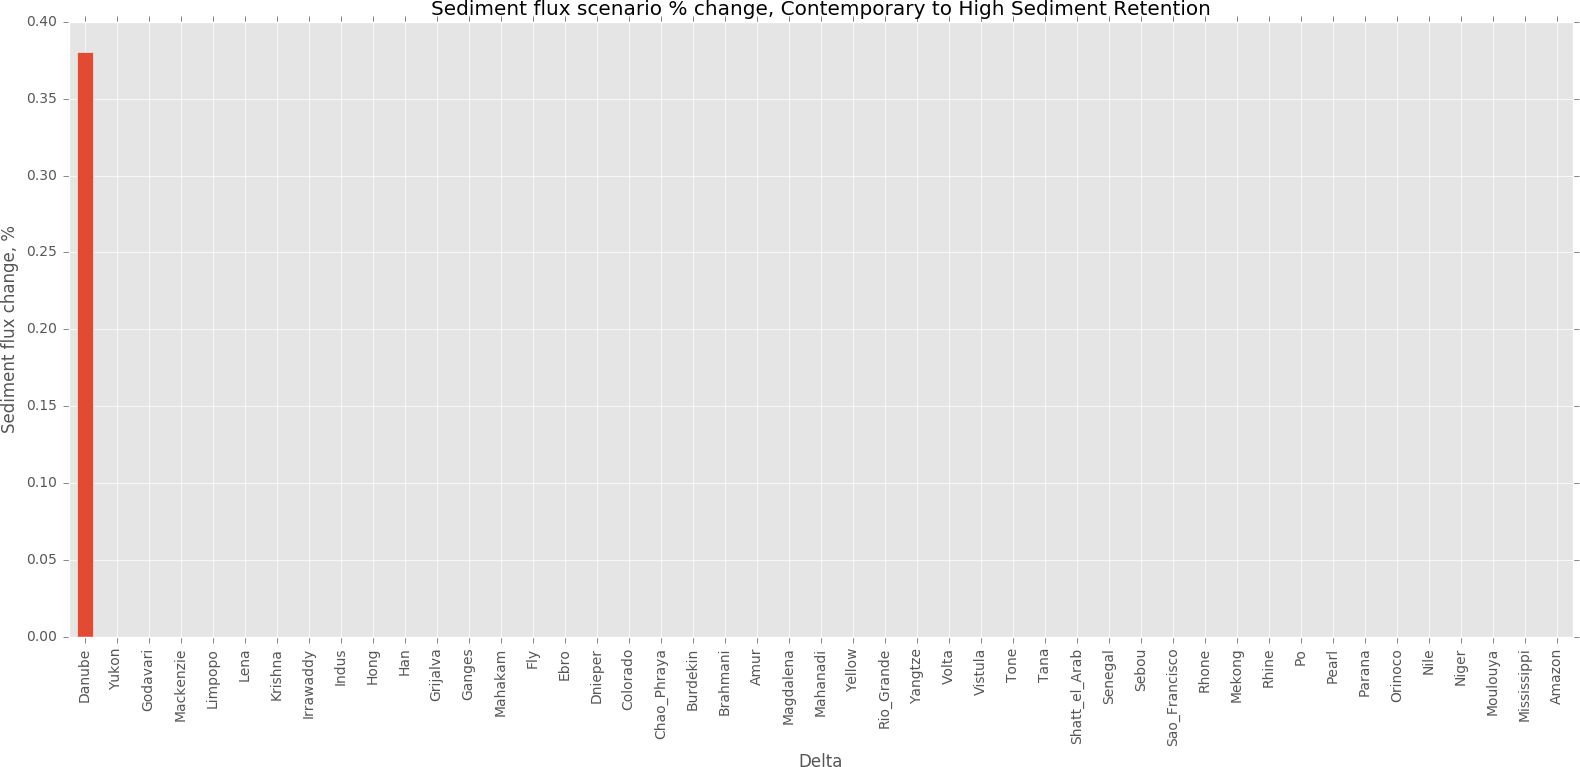 Sediment flux scenario % change, Contemporary to High Sediment Retention
Sediment flux change, %
0.40
0.35
0.30
0.25
0.20
0.15
0.10
0.05
0.00
Danube
Yukon
Godavari
Mackenzie
Limpopo
Lena
Krishna
Irrawaddy
Indus
Hong
Han
Grijalva
Ganges
Mahakam
Fly
Ebro
Dnieper
Colorado
Chao_Phraya
Burdekin
Brahmani
Amur
Magdalena
Mahanadi
Yellow
Rio_Grande
Yangtze
Volta
Vistula
Tone
Tana
Shatt_el_Arab
Senegal
Sebou
Sao_Francisco
Rhone
Mekong
Rhine
Po
Pearl
Parana
Orinoco
Nile
Niger
Moulouya
Mississippi
Amazon
Delta